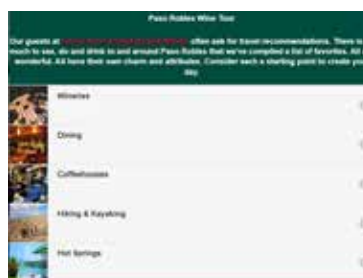 Paso Robles Wine Tour
Our guests at often ask for travel recommendations. There is
much to see, do and drink in and around Paso Robles that we've compiled a list of favorites. All
wonderful. All have their own charm and attributes. Consider each a starting point to create you
day.
Wineries
Dining
Coffeehouses
Hiking & Kayaking
Hot Springs